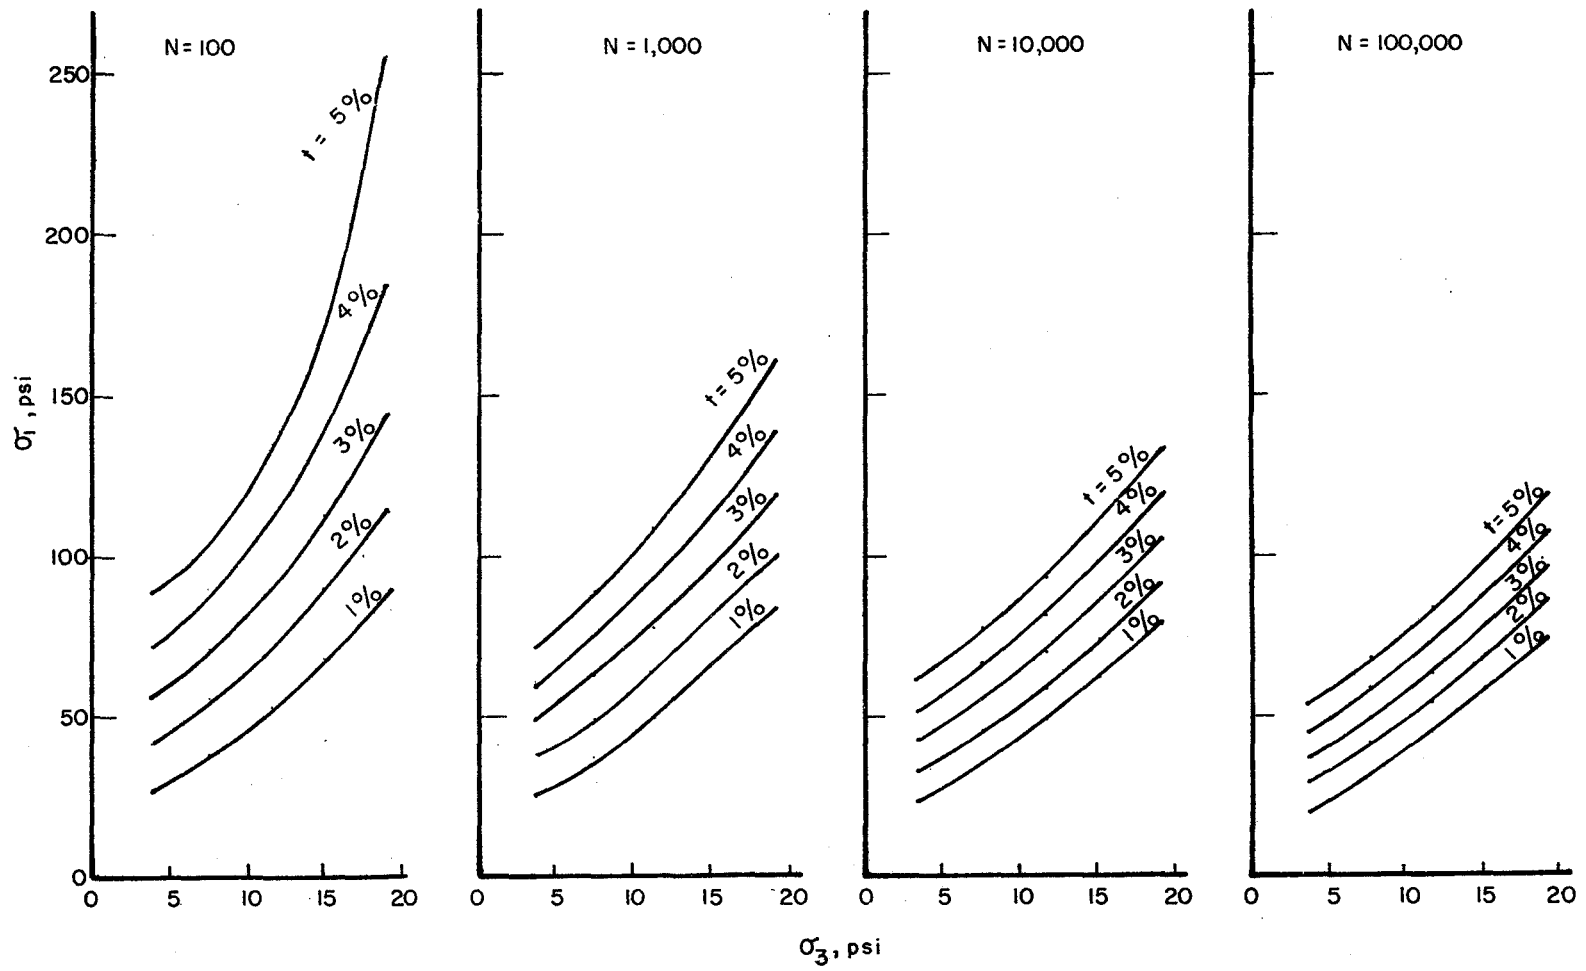 N = 100
N = 1,000
N = 10,000
N = 100,000
250
200
150
100
50
0
σ₁, psi
t = 5%
4%
3%
2%
1%
t = 5%
4%
3%
2%
1%
t = 5%
4%
3%
2%
1%
t = 5%
4%
3%
2%
1%
0 5 10 15 20
0 5 10 15 20
0 5 10 15 20
0 5 10 15 20
σ₃, psi